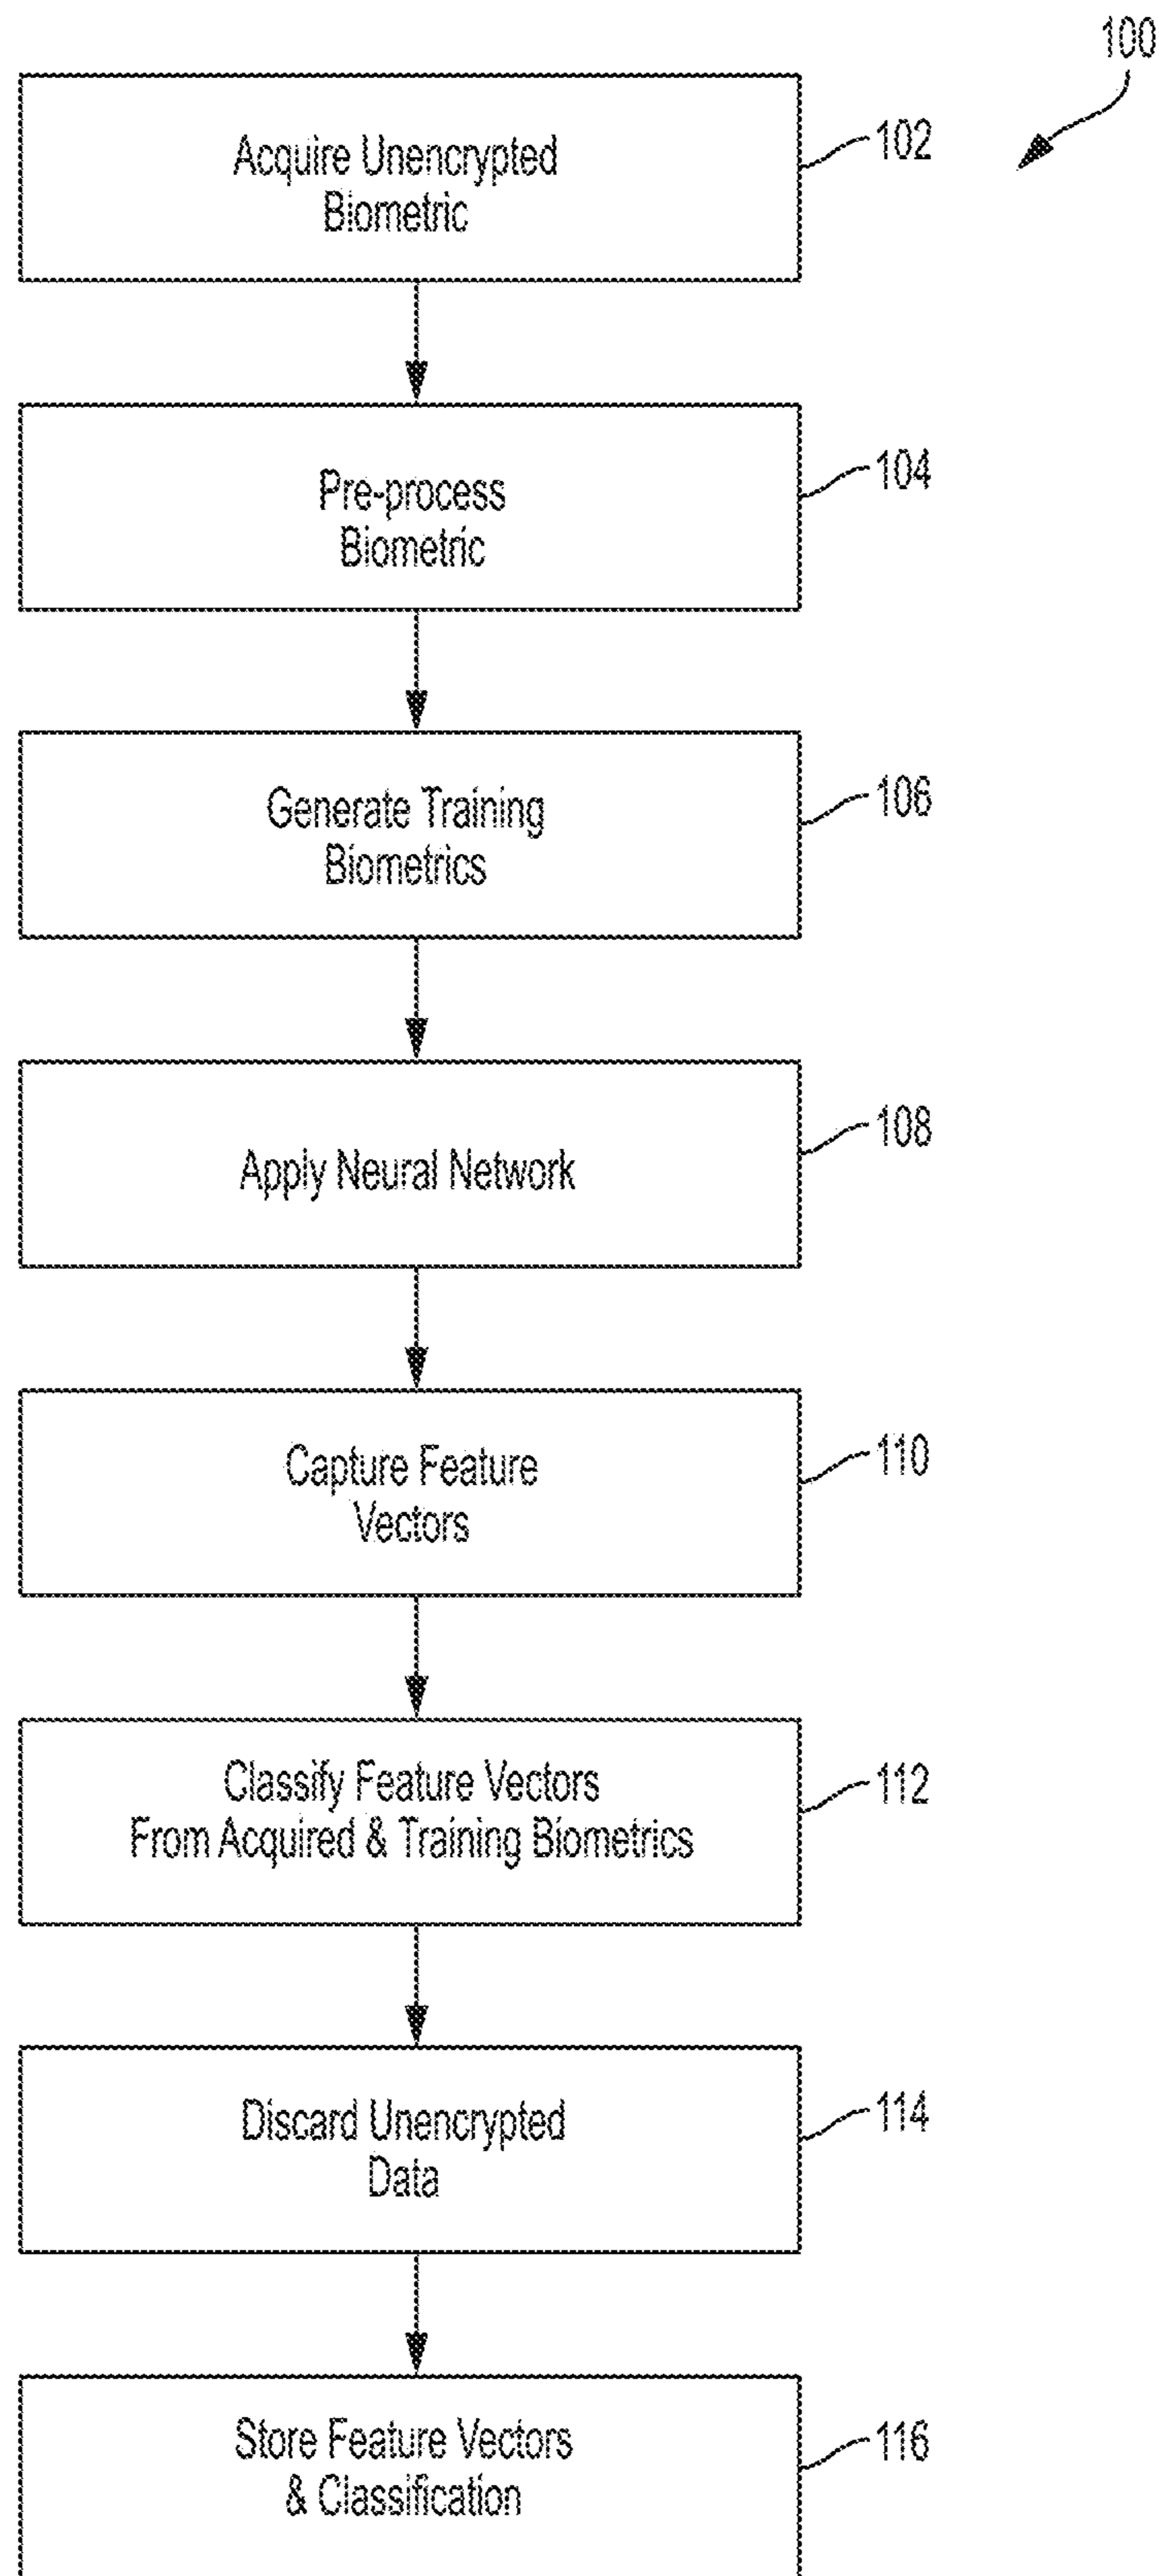 100
Acquire Unencrypted
Biometric
102
Pre-process
Biometric
104
Generate Training
Biometrics
106
Apply Neural Network
108
Capture Feature
Vectors
110
Classify Feature Vectors
From Acquired & Training Biometrics
112
Discard Unencrypted
Data
114
Store Feature Vectors
& Classification
116